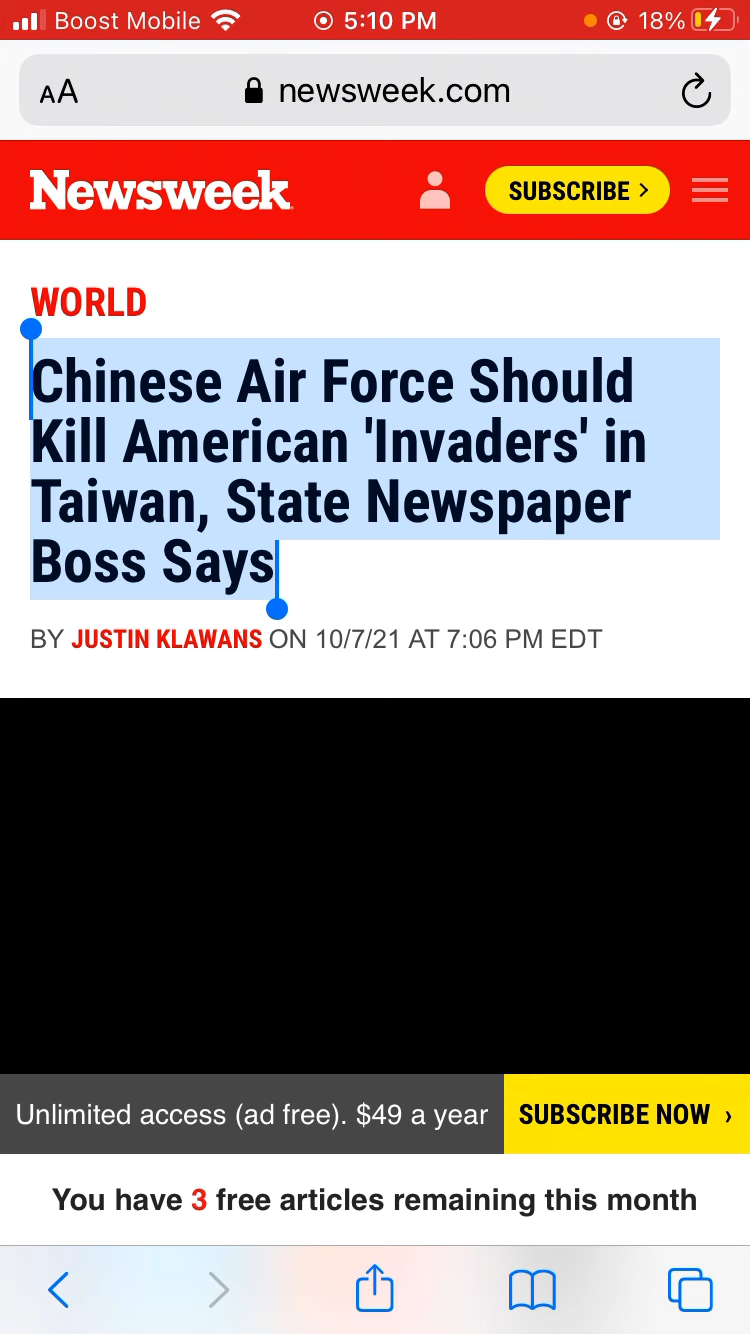 Boost Mobile 5:10 PM 18%
AA newsweek.com
Newsweek SUBSCRIBE >
WORLD
Chinese Air Force Should
Kill American 'Invaders' in
Taiwan, State Newspaper
Boss Says
BY JUSTIN KLAWANS ON 10/7/21 AT 7:06 PM EDT
Unlimited access (ad free). $49 a year SUBSCRIBE NOW ›
You have 3 free articles remaining this month